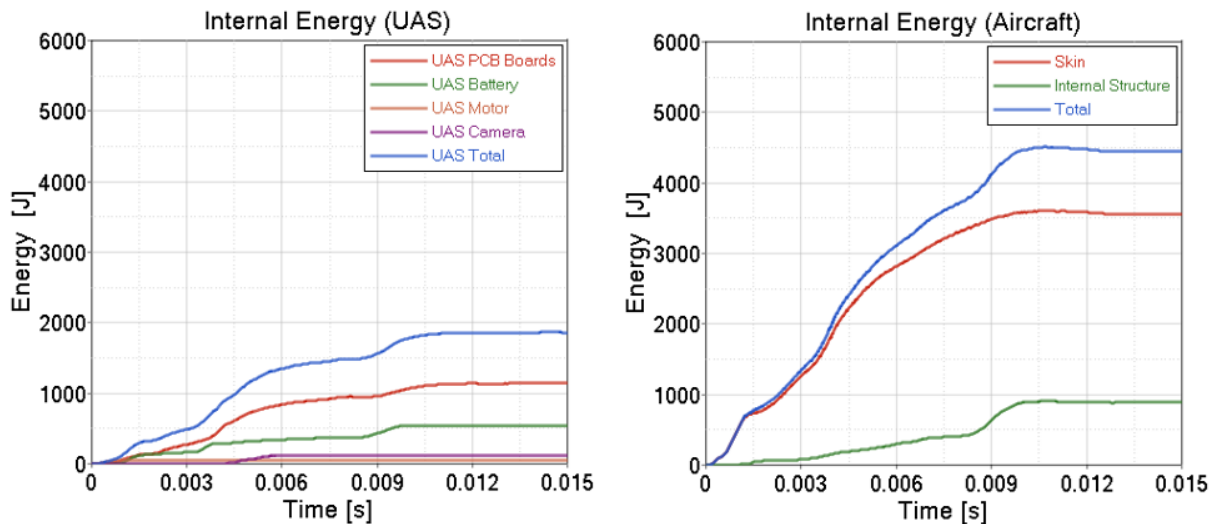 Internal Energy (UAS)
6000
5000
4000
3000
2000
1000
0
Energy [J]
UAS PCB Boards
UAS Battery
UAS Motor
UAS Camera
UAS Total
0 0.003 0.006 0.009 0.012 0.015
Time [s]
Internal Energy (Aircraft)
6000
5000
4000
3000
2000
1000
0
Energy [J]
Skin
Internal Structure
Total
0 0.003 0.006 0.009 0.012 0.015
Time [s]